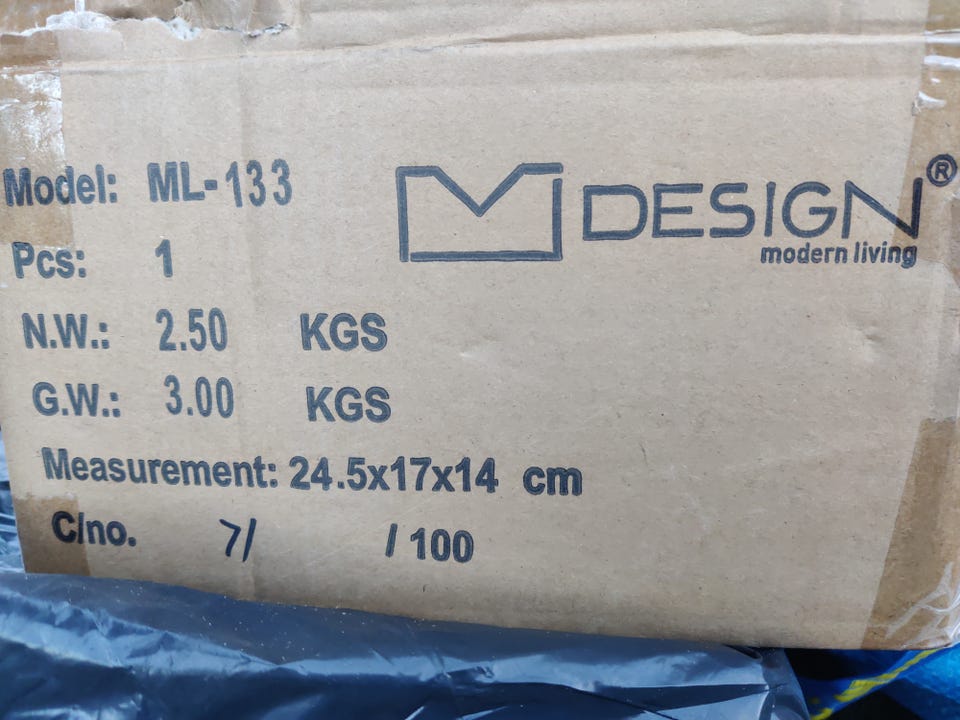 Model: ML-133
M DESIGN®
modern living
Pcs: 1
N.W.: 2.50 KGS
G.W.: 3.00 KGS
Measurement: 24.5x17x14 cm
C/no. 71 / 100